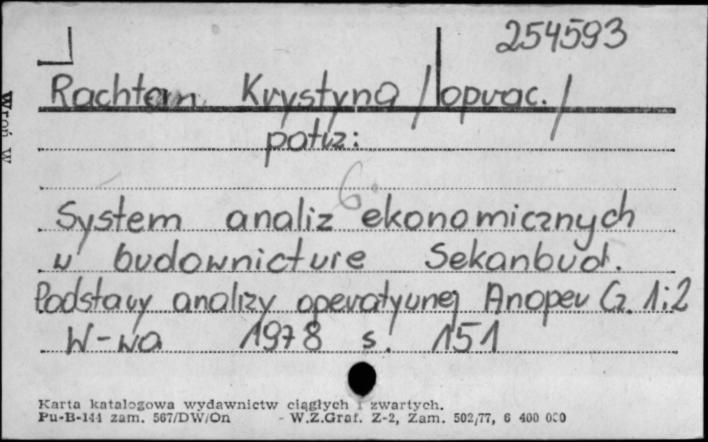 254593
Rachtan Krystyna /oprac./
patrz:
6
System analiz ekonomicznych
w budownictwie Sekanbud.
Podstawy analizy operatywnej Anoper Cz. 1:2
W-wa 1978 s. 151
Karta katalogowa wydawnictw ciągłych i zwartych.
Pu-B-144 zam. 567/DW/On - W.Z.Graf. Z-2, Zam. 502/77, 6 400 000